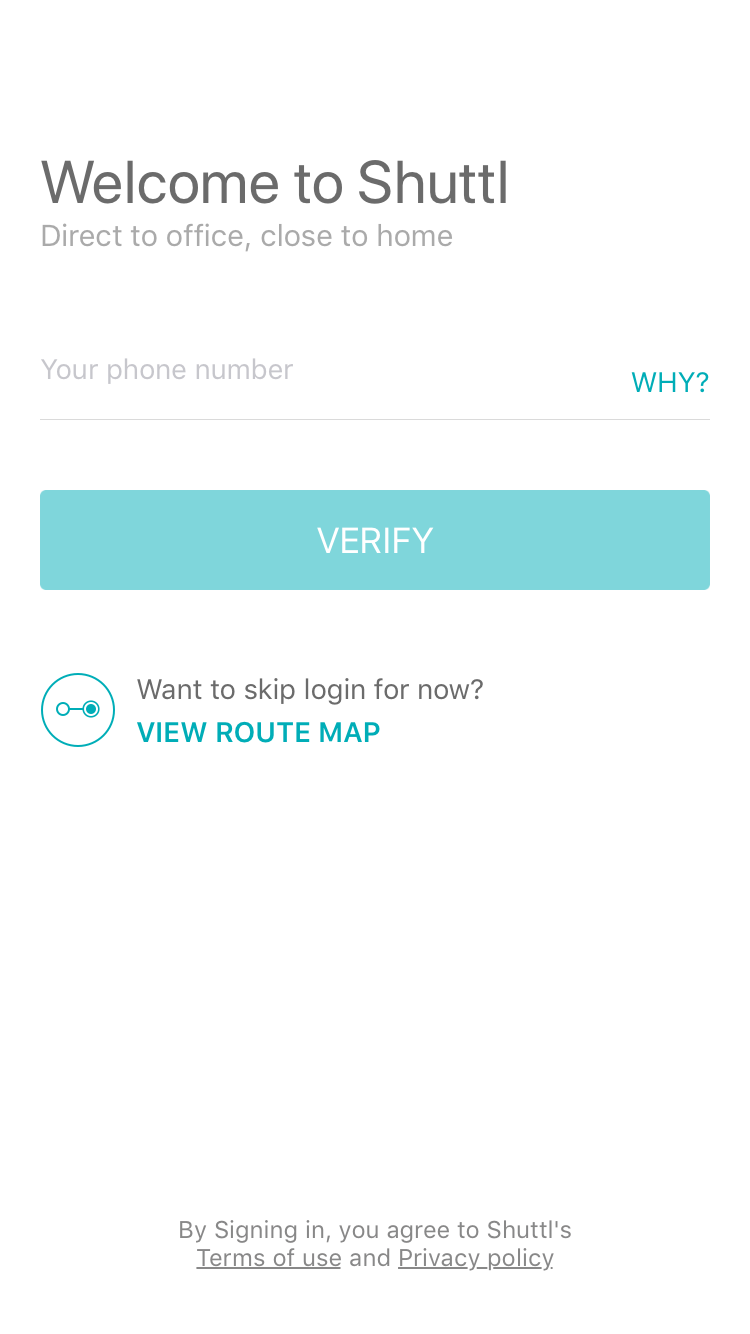 Welcome to Shuttl
Direct to office, close to home
Your phone number
WHY?
VERIFY
Want to skip login for now?
VIEW ROUTE MAP
By Signing in, you agree to Shuttl's
Terms of use and Privacy policy